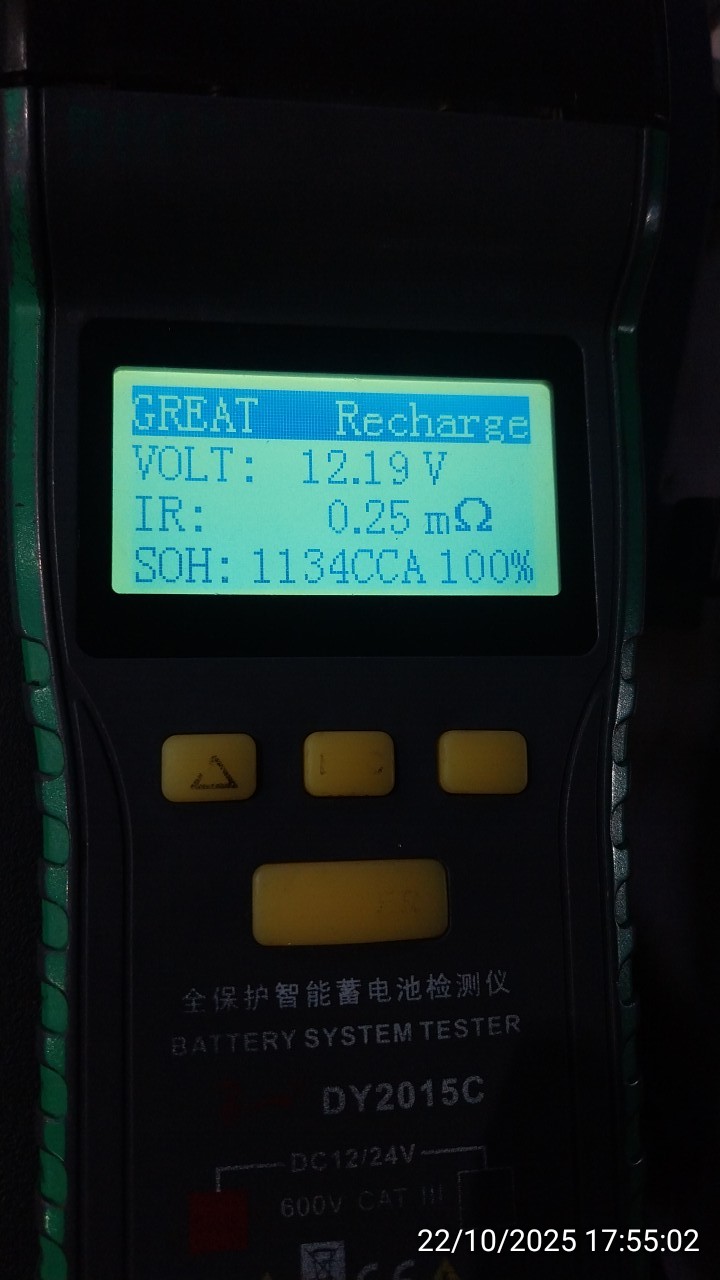 GREAT Recharge
VOLT: 12.19 V
IR: 0.25 mΩ
SOH: 1134CCA 100%
全保护智能蓄电池检测仪
BATTERY SYSTEM TESTER
DY2015C
DC12/24V
600V CAT III
CE
22/10/2025 17:55:02